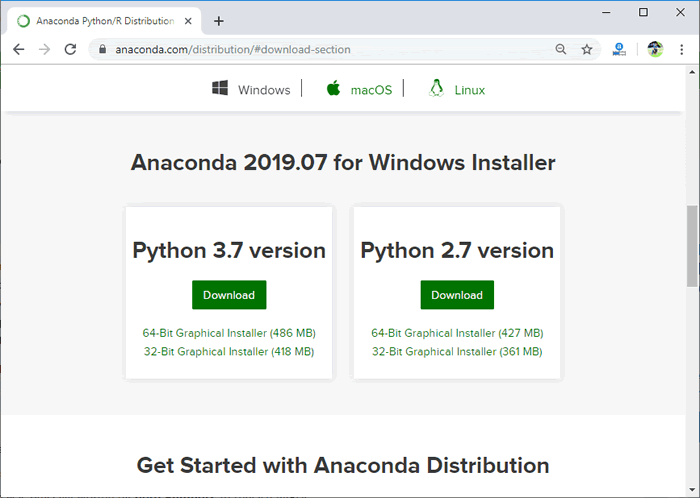 Anaconda Python/R Distribution
anaconda.com/distribution/#download-section
Windows macOS Linux
Anaconda 2019.07 for Windows Installer
Python 3.7 version
Download
64-Bit Graphical Installer (486 MB)
32-Bit Graphical Installer (418 MB)
Python 2.7 version
Download
64-Bit Graphical Installer (427 MB)
32-Bit Graphical Installer (361 MB)
Get Started with Anaconda Distribution